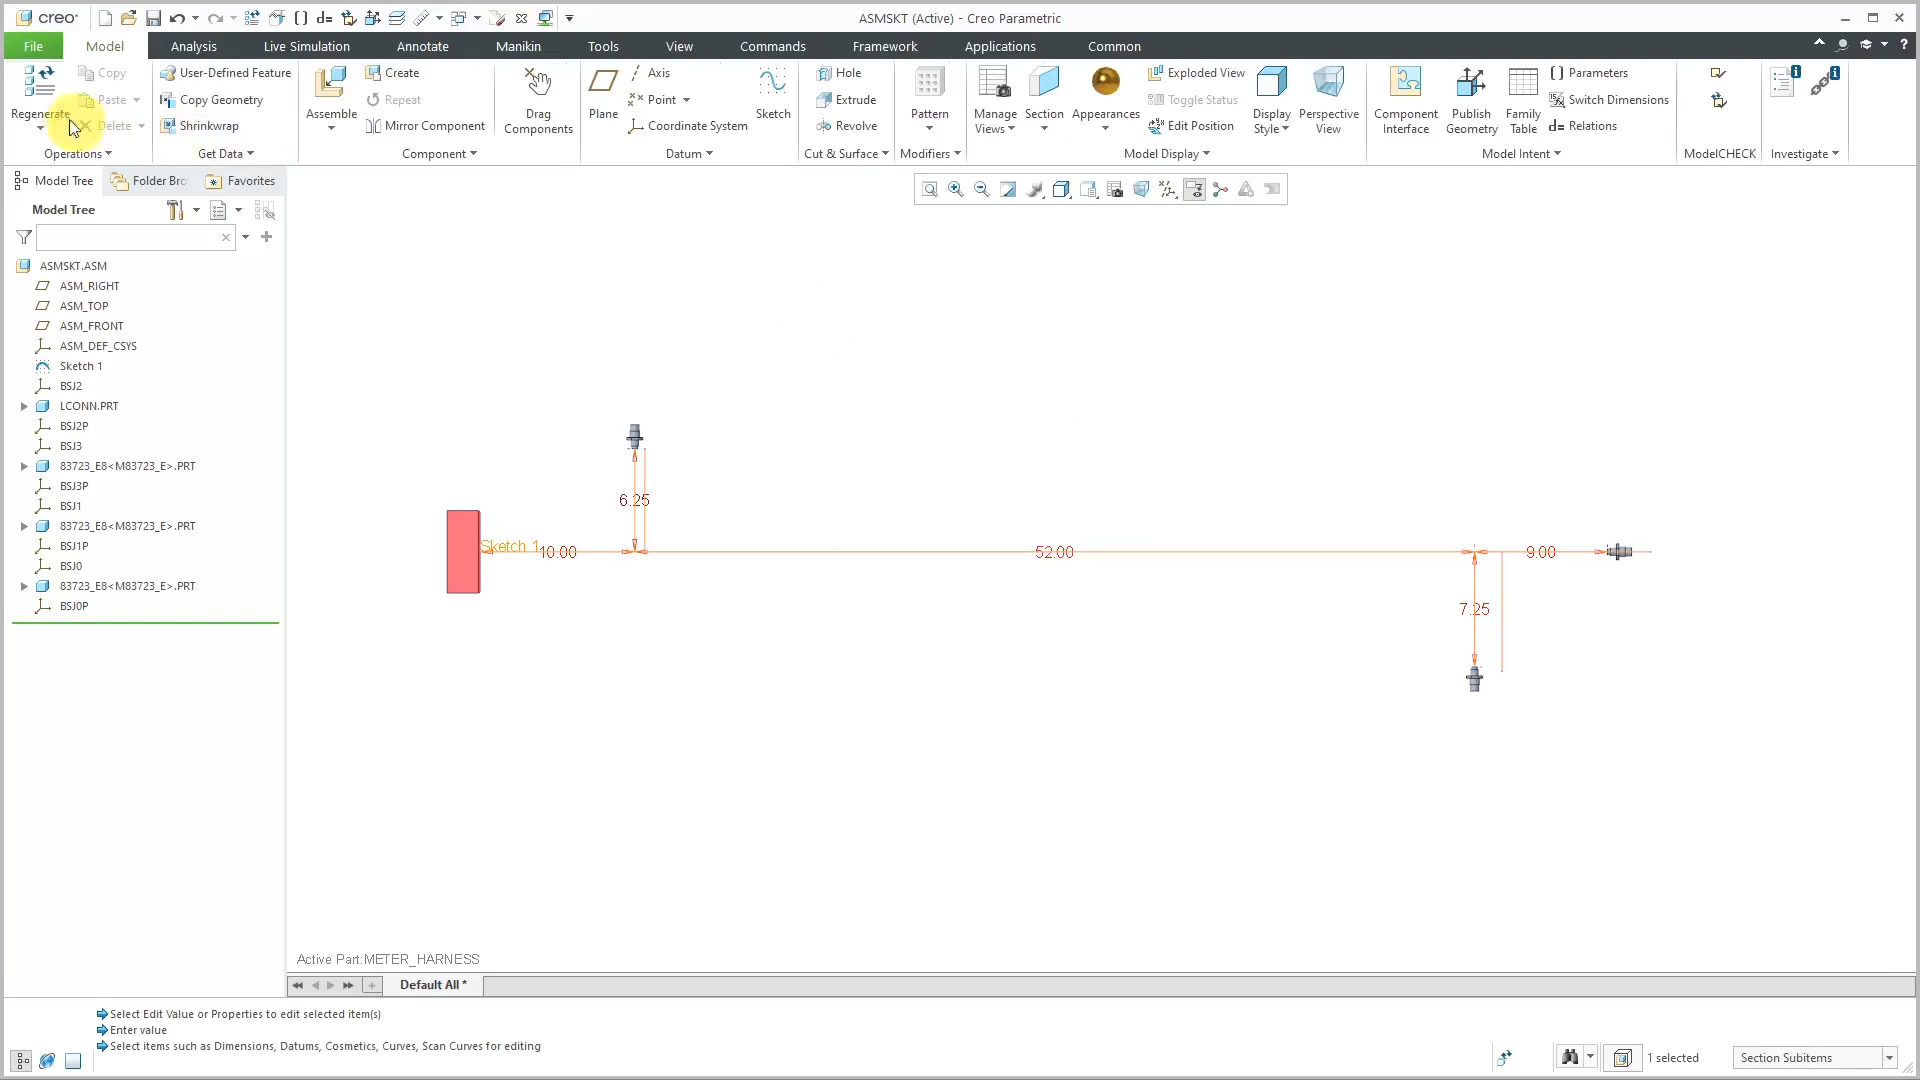 creo°
ASMSKT (Active) - Creo Parametric
File
Model
Analysis
Live Simulation
Annotate
Manikin
Tools
View
Commands
Framework
Applications
Common
Regenerate
Copy
Paste
Delete
Operations
User-Defined Feature
Copy Geometry
Shrinkwrap
Get Data
Assemble
Create
Repeat
Mirror Component
Component
Drag Components
Plane
Axis
Point
Coordinate System
Sketch
Datum
Hole
Extrude
Revolve
Cut & Surface
Pattern
Modifiers
Manage Views
Section
Appearances
Exploded View
Toggle Status
Edit Position
Display Style
Perspective View
Model Display
Component Interface
Publish Geometry
Family Table
Parameters
Switch Dimensions
d= Relations
Model Intent
ModelCHECK
Investigate
Model Tree
Folder Bro
Favorites
Model Tree
ASMSKT.ASM
ASM_RIGHT
ASM_TOP
ASM_FRONT
ASM_DEF_CSYS
Sketch 1
BSJ2
LCONN.PRT
BSJ2P
BSJ3
83723_E8<M83723_E>.PRT
BSJ3P
BSJ1
83723_E8<M83723_E>.PRT
BSJ1P
BSJ0
83723_E8<M83723_E>.PRT
BSJ0P
6.25
Sketch 1
10.00
52.00
9.00
7.25
Active Part:METER_HARNESS
Default All *
Select Edit Value or Properties to edit selected item(s)
Enter value
Select items such as Dimensions, Datums, Cosmetics, Curves, Scan Curves for editing
1 selected
Section Subitems